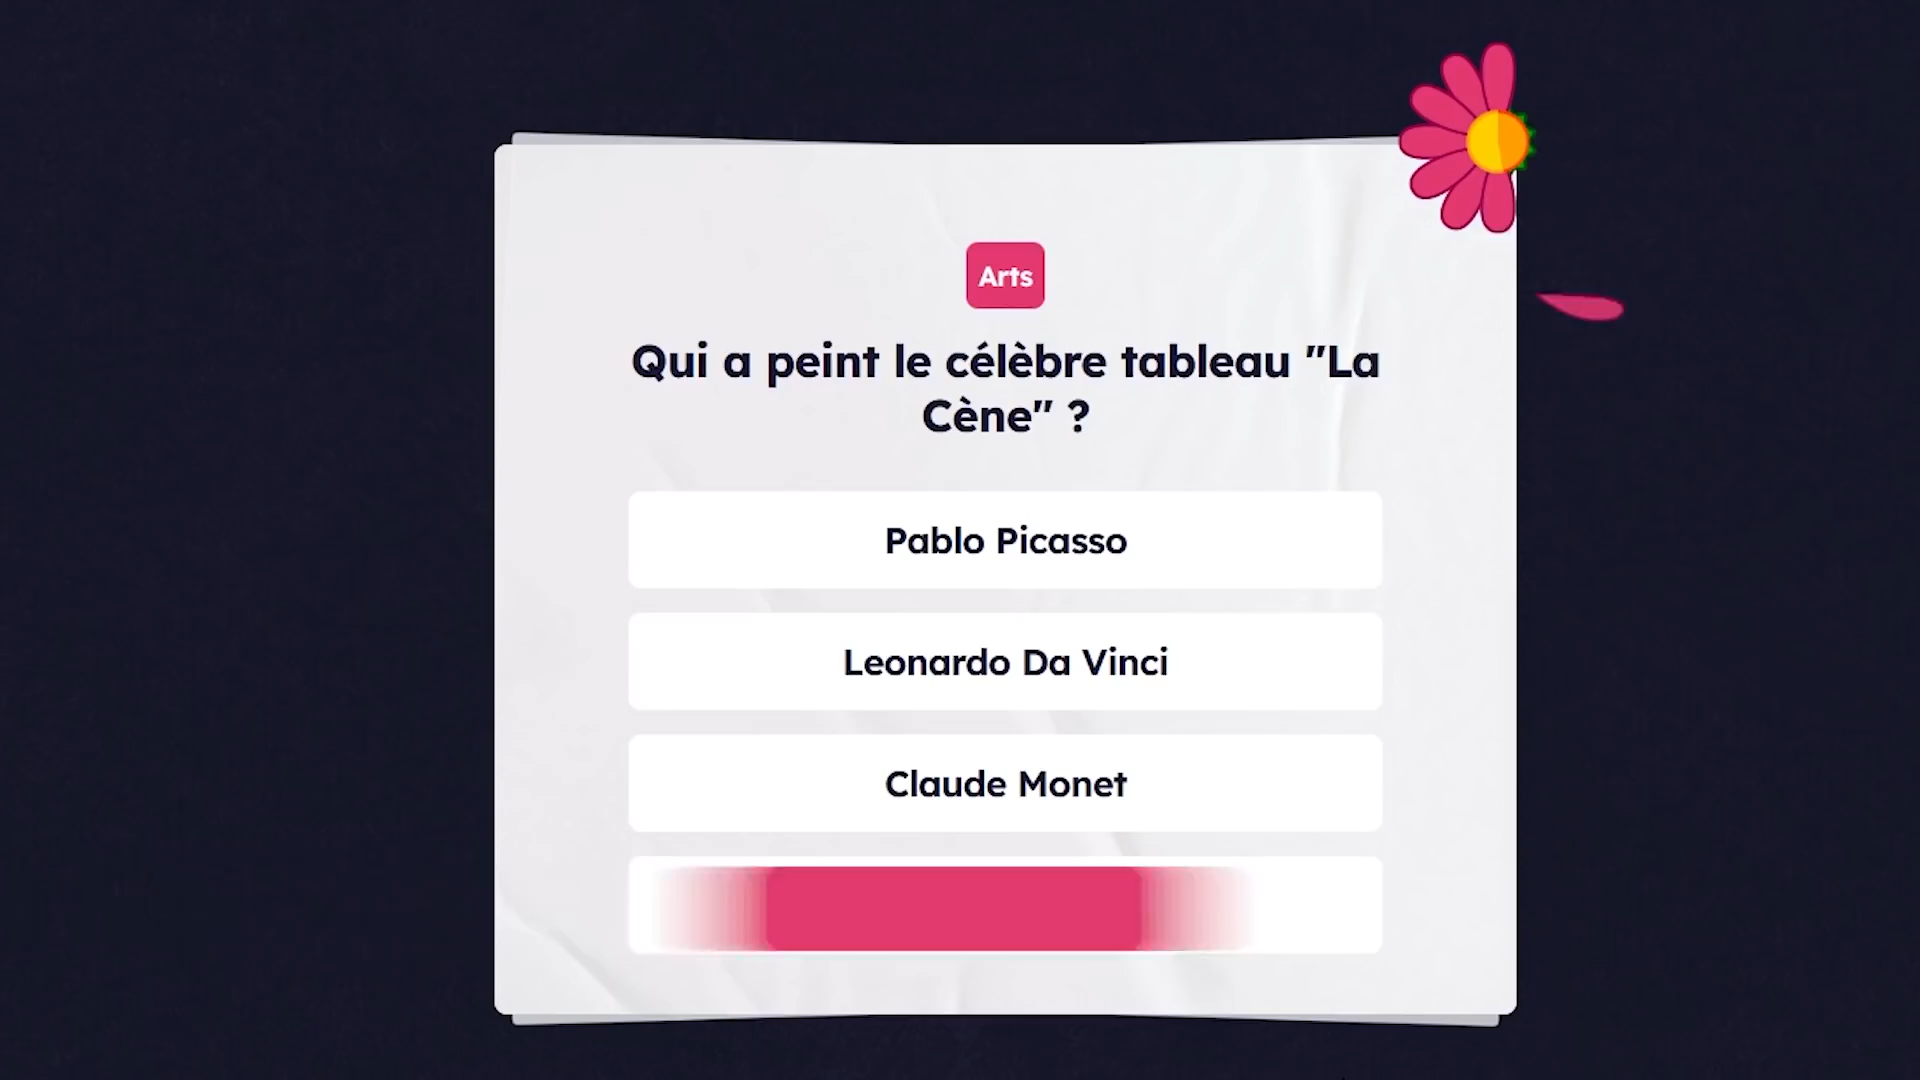 Arts
Qui a peint le célèbre tableau "La
Cène" ?
Pablo Picasso
Leonardo Da Vinci
Claude Monet